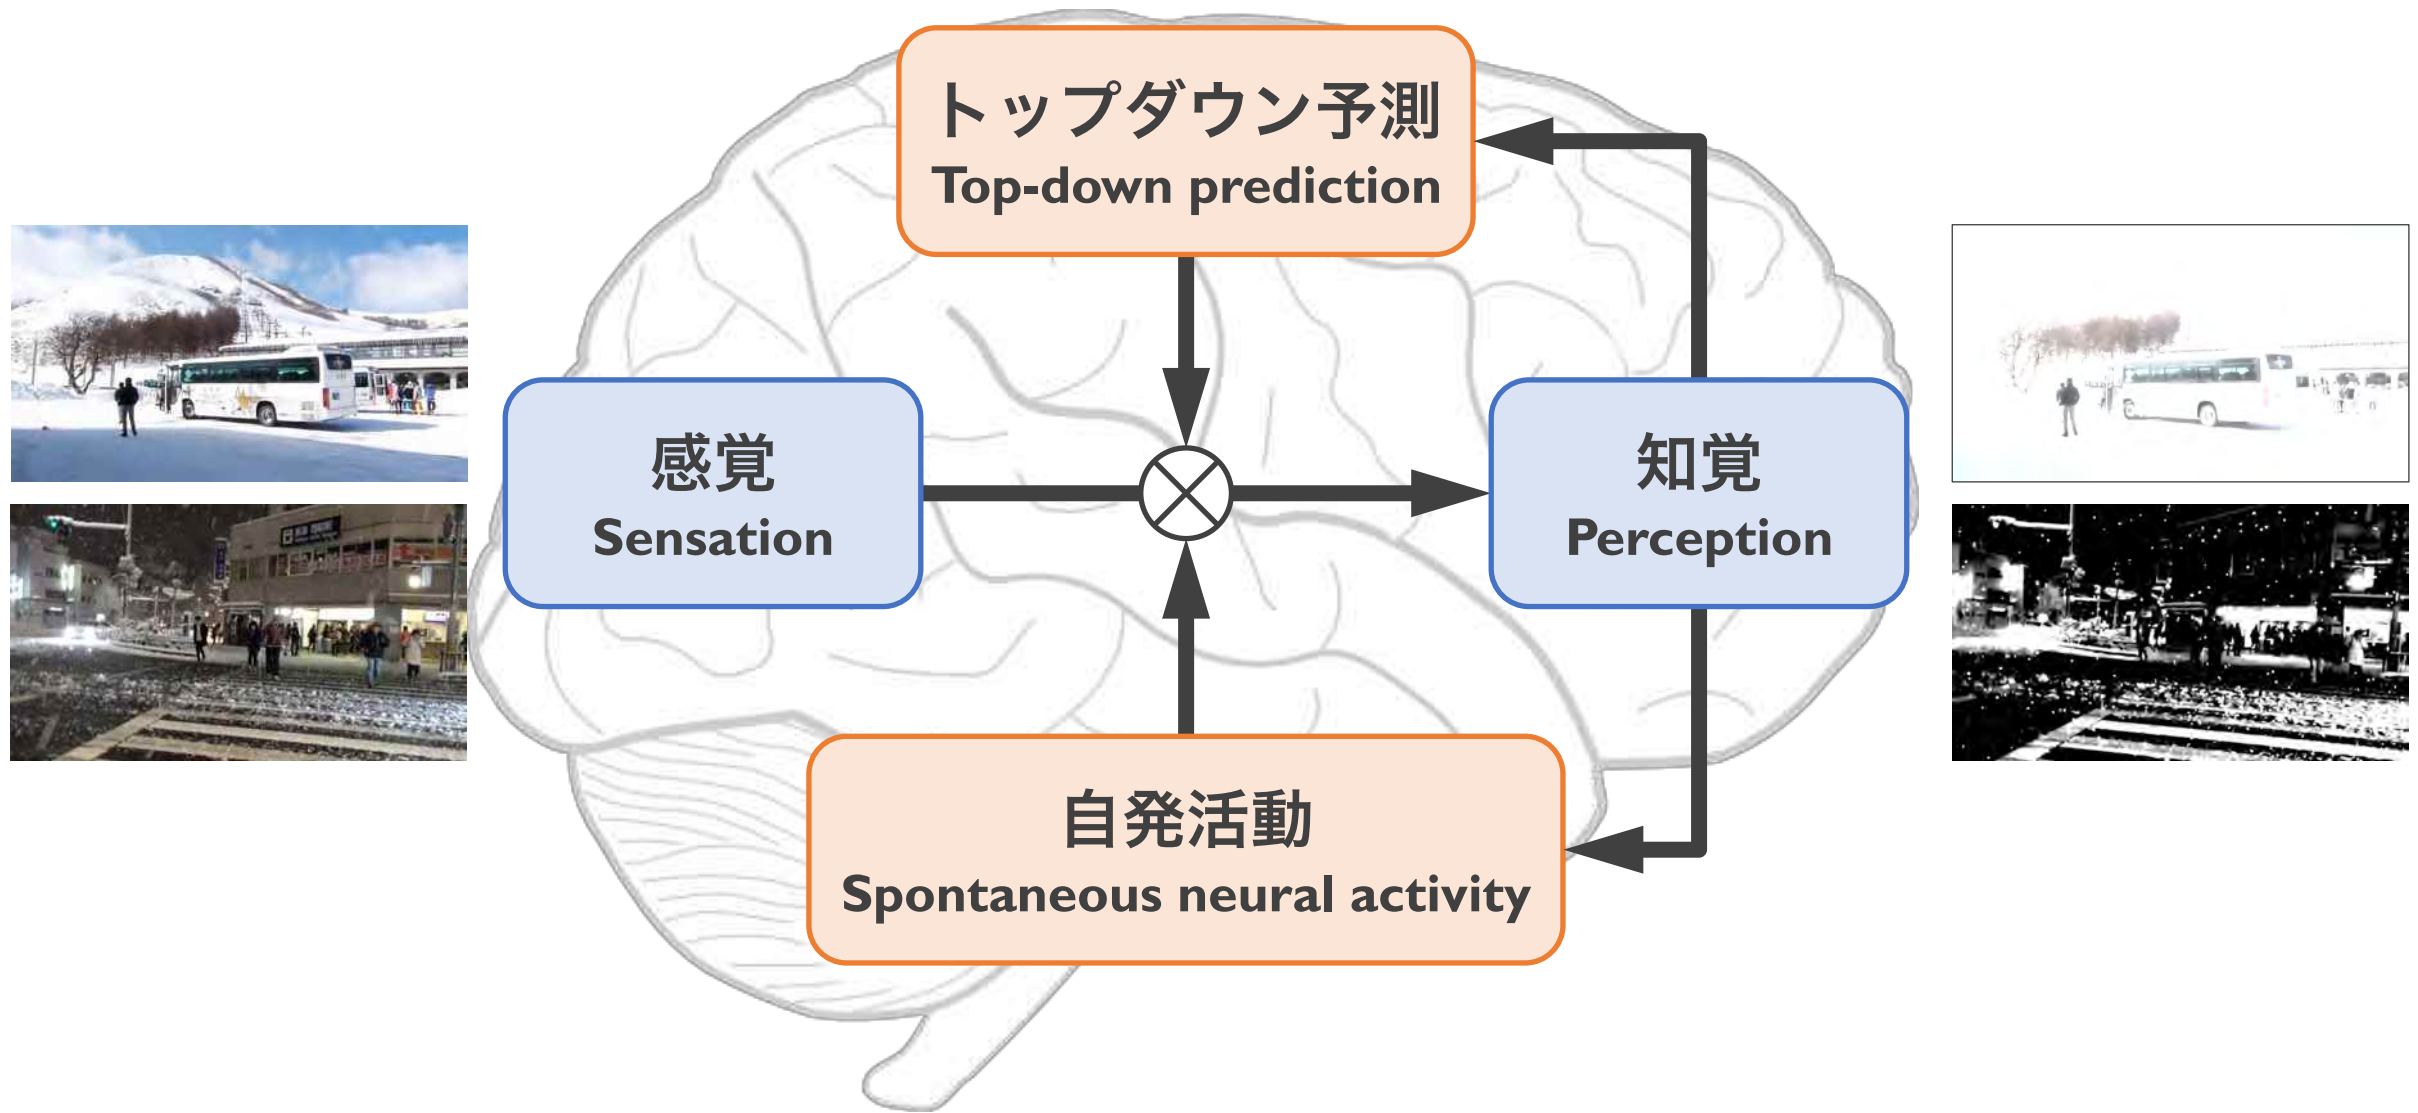 トップダウン予測
Top-down prediction
感覚
Sensation
知覚
Perception
自発活動
Spontaneous neural activity